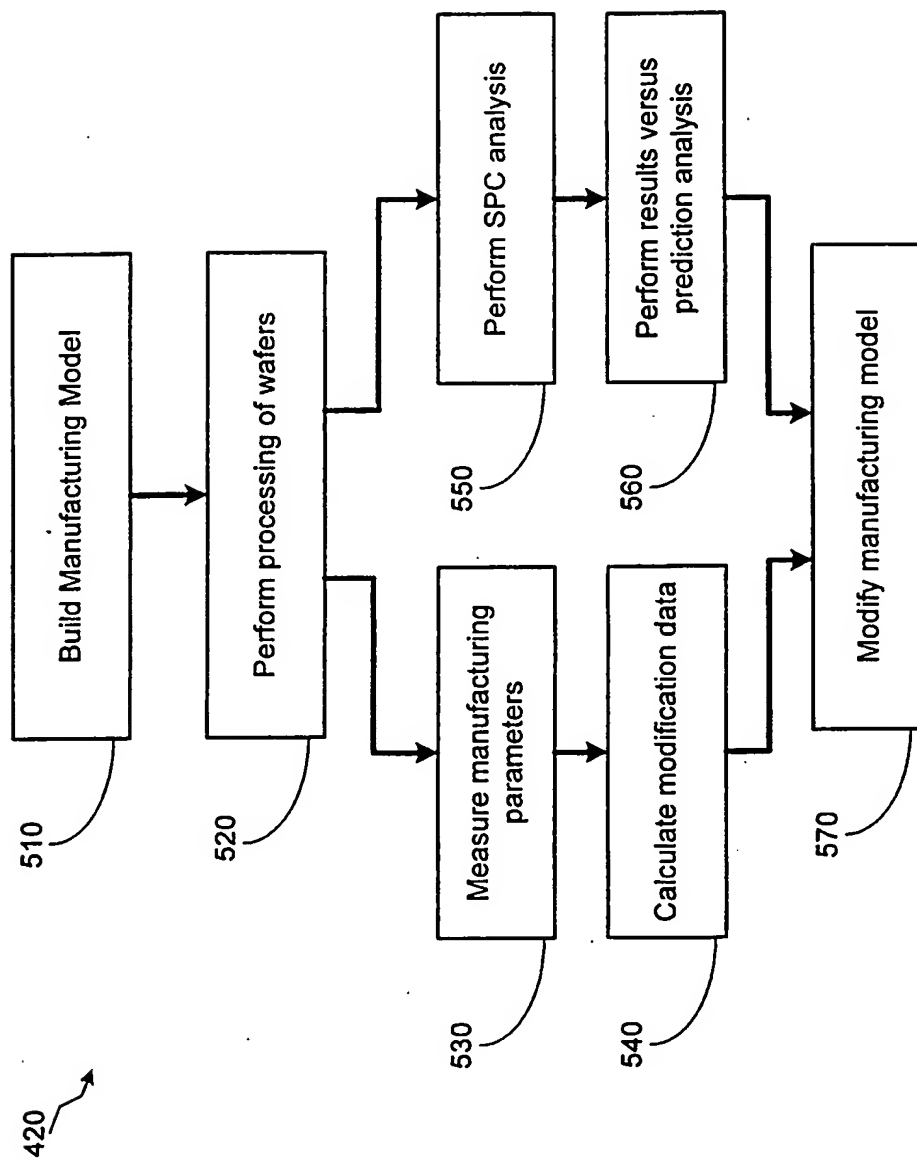 420
510
Build Manufacturing Model
520
Perform processing of wafers
530
Measure manufacturing
parameters
550
Perform SPC analysis
540
Calculate modification data
560
Perform results versus
prediction analysis
570
Modify manufacturing model